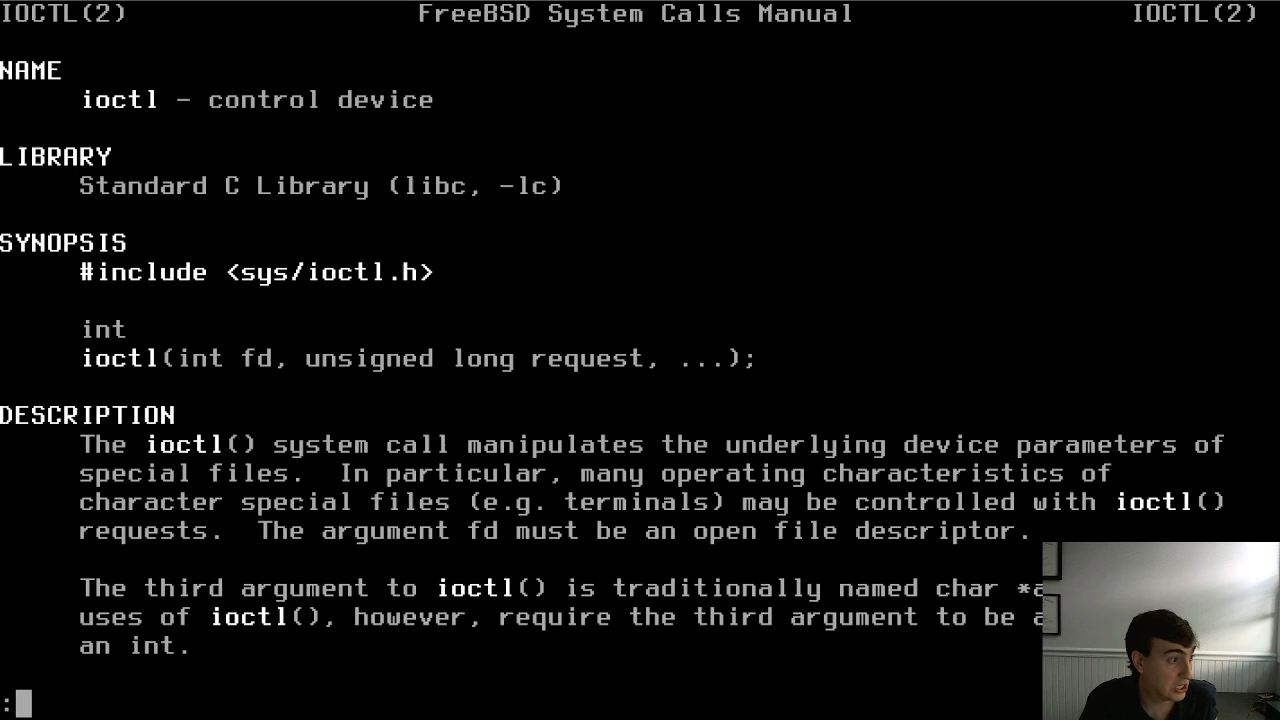 IOCTL(2) FreeBSD System Calls Manual IOCTL(2)
NAME
ioctl - control device
LIBRARY
Standard C Library (libc, -lc)
SYNOPSIS
#include <sys/ioctl.h>
int
ioctl(int fd, unsigned long request, ...);
DESCRIPTION
The ioctl() system call manipulates the underlying device parameters of
special files. In particular, many operating characteristics of
character special files (e.g. terminals) may be controlled with ioctl()
requests. The argument fd must be an open file descriptor.
The third argument to ioctl() is traditionally named char
uses of ioctl(), however, require the third argument to be a
an int.
: